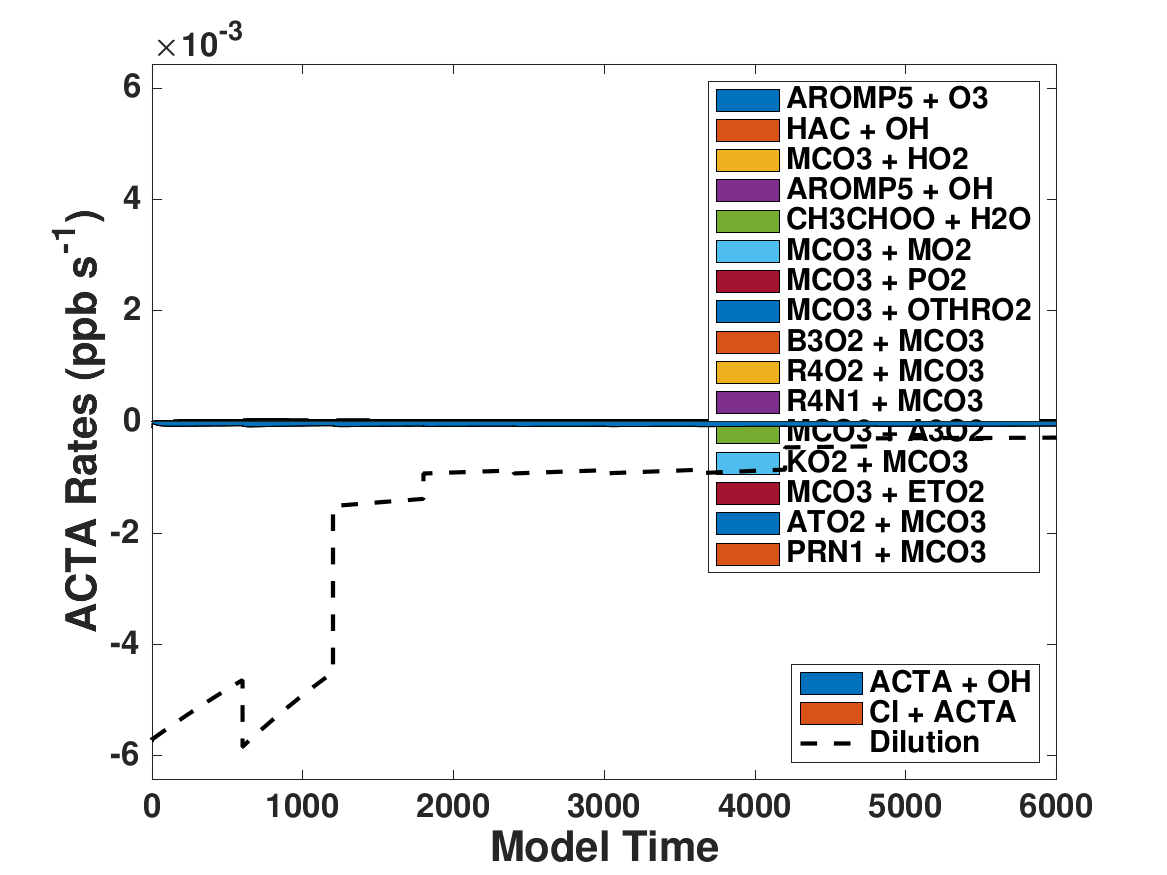 ×10-3
6
4
2
0
-2
-4
-6
ACTA Rates (ppb s-1)
AROMP5 + O3
HAC + OH
MCO3 + HO2
AROMP5 + OH
CH3CHOO + H2O
MCO3 + MO2
MCO3 + PO2
MCO3 + OTHRO2
B3O2 + MCO3
R4O2 + MCO3
R4N1 + MCO3
MCO3 + A3O2
KO2 + MCO3
MCO3 + ETO2
ATO2 + MCO3
PRN1 + MCO3
ACTA + OH
Cl + ACTA
Dilution
0 1000 2000 3000 4000 5000 6000
Model Time